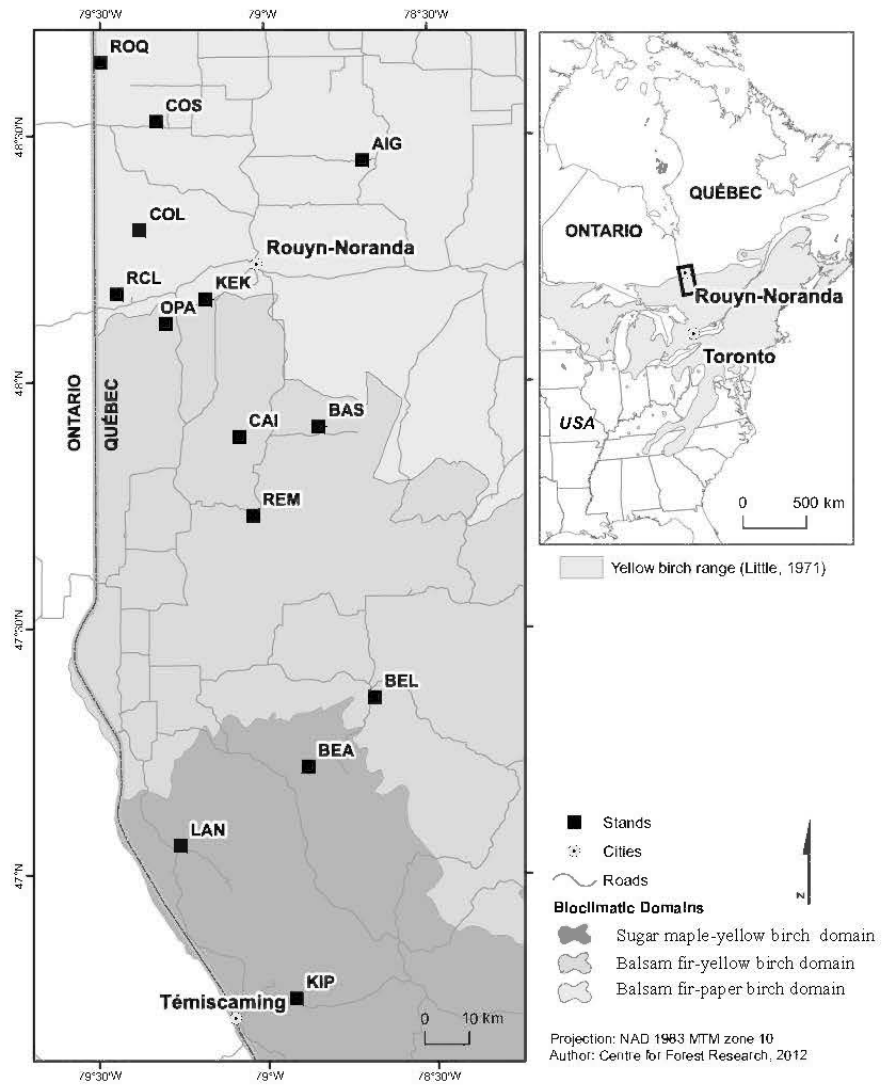 79°30'W 79°W 78°30'W
ROQ
COS
48°30'N
AIG
COL
Rouyn-Noranda
RCL
KEK
OPA
48°N
ONTARIO
QUÉBEC
CAI
BAS
REM
47°30'N
BEL
BEA
LAN
47°N
KIP
Témiscaming
0 10 km
79°30'W 79°W 78°30'W
QUÉBEC
ONTARIO
Rouyn-Noranda
Toronto
USA
0 500 km
Yellow birch range (Little, 1971)
Stands
Cities
Roads
N
Bioclimatic Domains
Sugar maple-yellow birch domain
Balsam fir-yellow birch domain
Balsam fir-paper birch domain
Projection: NAD 1983 MTM zone 10
Author: Centre for Forest Research, 2012